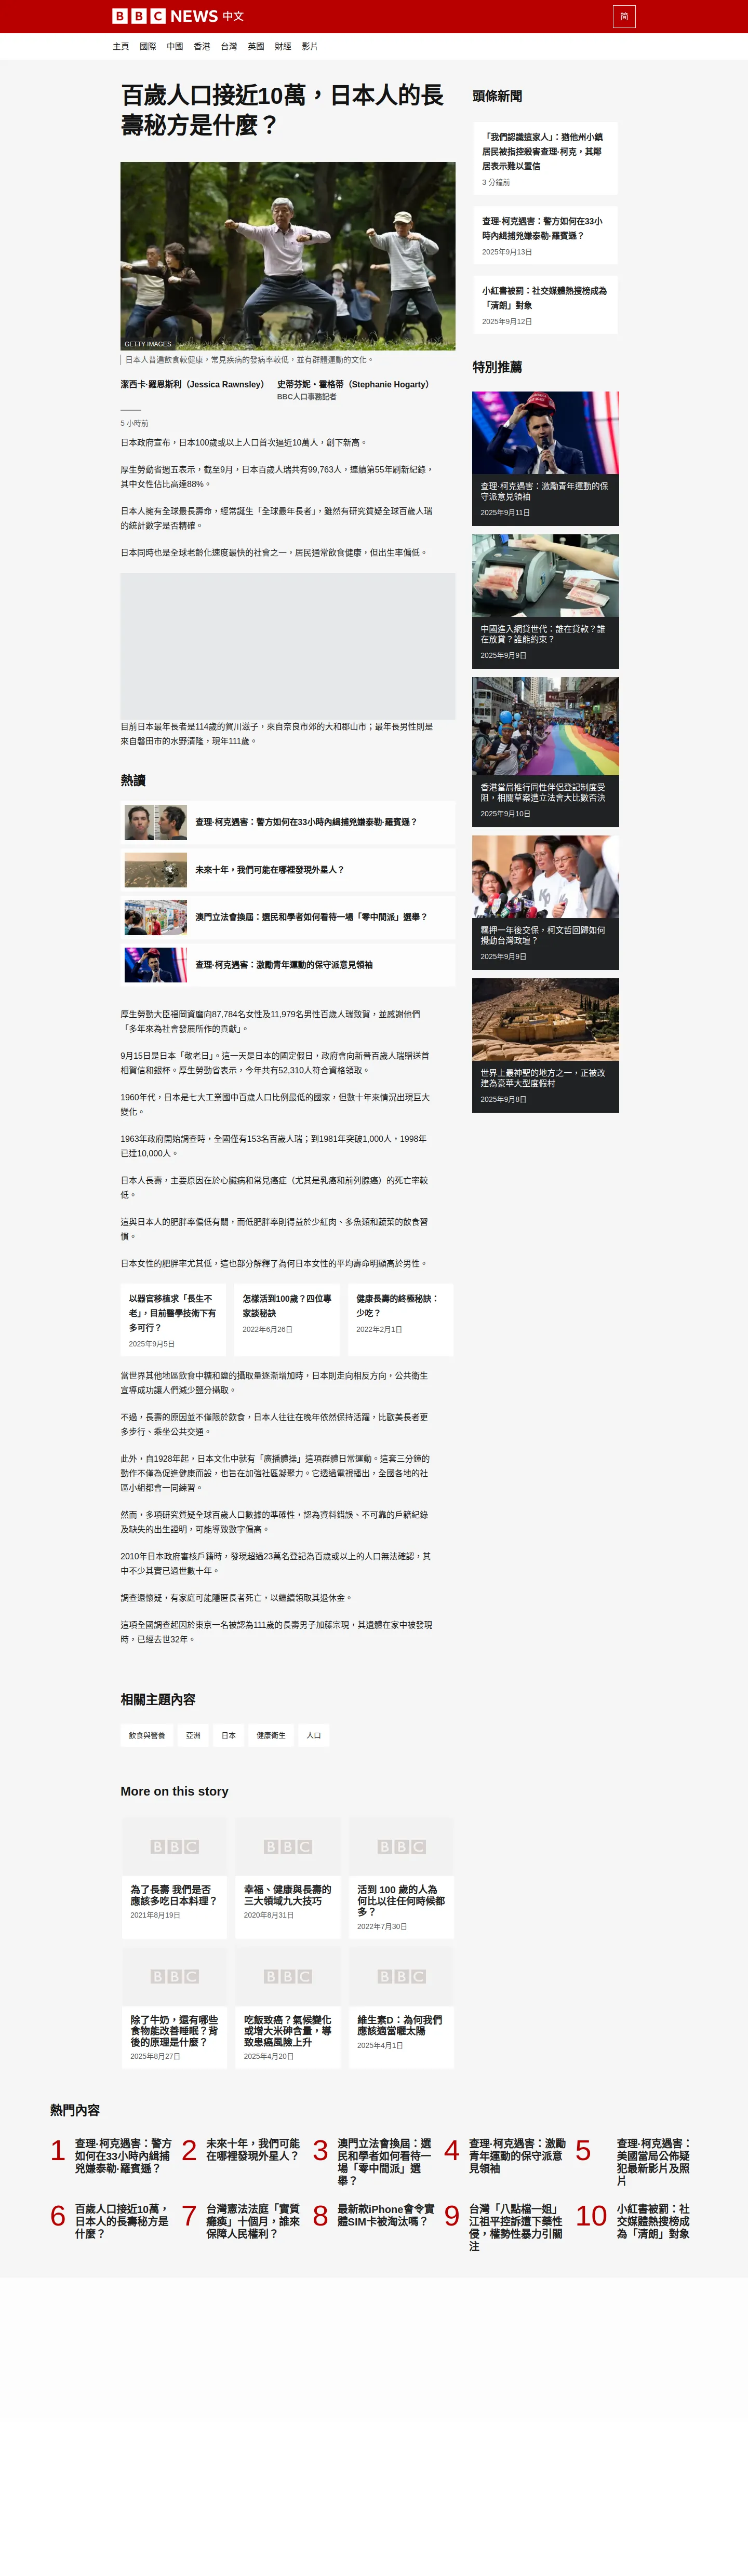 BBC NEWS 中文
简
主頁 國際 中國 香港 台灣 英國 財經 影片
百歲人口接近10萬，日本人的長
壽秘方是什麼？
GETTY IMAGES
日本人普遍飲食較健康，常見疾病的發病率較低，並有群體運動的文化。
潔西卡·羅恩斯利（Jessica Rawnsley）
史蒂芬妮・霍格蒂（Stephanie Hogarty）
BBC人口事務記者
5 小時前
日本政府宣布，日本100歲或以上人口首次逼近10萬人，創下新高。
厚生勞動省週五表示，截至9月，日本百歲人瑞共有99,763人，連續第55年刷新紀錄，
其中女性佔比高達88%。
日本人擁有全球最長壽命，經常誕生「全球最年長者」，雖然有研究質疑全球百歲人瑞
的統計數字是否精確。
日本同時也是全球老齡化速度最快的社會之一，居民通常飲食健康，但出生率偏低。
目前日本最年長者是114歲的賀川滋子，來自奈良市郊的大和郡山市；最年長男性則是
來自磐田市的水野清隆，現年111歲。
熱讀
查理·柯克遇害：警方如何在33小時內緝捕兇嫌泰勒·羅賓遜？
未來十年，我們可能在哪裡發現外星人？
澳門立法會換屆：選民和學者如何看待一場「零中間派」選舉？
查理·柯克遇害：激勵青年運動的保守派意見領袖
厚生勞動大臣福岡資麿向87,784名女性及11,979名男性百歲人瑞致賀，並感謝他們
「多年來為社會發展所作的貢獻」。
9月15日是日本「敬老日」。這一天是日本的國定假日，政府會向新晉百歲人瑞贈送首
相賀信和銀杯。厚生勞動省表示，今年共有52,310人符合資格領取。
1960年代，日本是七大工業國中百歲人口比例最低的國家，但數十年來情況出現巨大
變化。
1963年政府開始調查時，全國僅有153名百歲人瑞；到1981年突破1,000人，1998年
已達10,000人。
日本人長壽，主要原因在於心臟病和常見癌症（尤其是乳癌和前列腺癌）的死亡率較
低。
這與日本人的肥胖率偏低有關，而低肥胖率則得益於少紅肉、多魚類和蔬菜的飲食習
慣。
日本女性的肥胖率尤其低，這也部分解釋了為何日本女性的平均壽命明顯高於男性。
以器官移植求「長生不
老」，目前醫學技術下有
多可行？
2025年9月5日
怎樣活到100歲？四位專
家談秘訣
2022年6月26日
健康長壽的終極秘訣：
少吃？
2022年2月1日
當世界其他地區飲食中糖和鹽的攝取量逐漸增加時，日本則走向相反方向，公共衛生
宣導成功讓人們減少鹽分攝取。
不過，長壽的原因並不僅限於飲食，日本人往往在晚年依然保持活躍，比歐美長者更
多步行、乘坐公共交通。
此外，自1928年起，日本文化中就有「廣播體操」這項群體日常運動。這套三分鐘的
動作不僅為促進健康而設，也旨在加強社區凝聚力。它透過電視播出，全國各地的社
區小組都會一同練習。
然而，多項研究質疑全球百歲人口數據的準確性，認為資料錯誤、不可靠的戶籍紀錄
及缺失的出生證明，可能導致數字偏高。
2010年日本政府審核戶籍時，發現超過23萬名登記為百歲或以上的人口無法確認，其
中不少其實已過世數十年。
調查還懷疑，有家庭可能隱匿長者死亡，以繼續領取其退休金。
這項全國調查起因於東京一名被認為111歲的長壽男子加藤宗現，其遺體在家中被發現
時，已經去世32年。
相關主題內容
飲食與營養 亞洲 日本 健康衛生 人口
More on this story
BBC BBC BBC
為了長壽 我們是否
應該多吃日本料理？
2021年8月19日
幸福、健康與長壽的
三大領域九大技巧
2020年8月31日
活到 100 歲的人為
何比以往任何時候都
多？
2022年7月30日
BBC BBC BBC
除了牛奶，還有哪些
食物能改善睡眠？背
後的原理是什麼？
2025年8月27日
吃飯致癌？氣候變化
或增大米砷含量，導
致患癌風險上升
2025年4月20日
維生素D：為何我們
應該適當曬太陽
2025年4月1日
頭條新聞
「我們認識這家人」：猶他州小鎮
居民被指控殺害查理·柯克，其鄰
居表示難以置信
3 分鐘前
查理·柯克遇害：警方如何在33小
時內緝捕兇嫌泰勒·羅賓遜？
2025年9月13日
小紅書被罰：社交媒體熱搜榜成為
「清朗」對象
2025年9月12日
特別推薦
查理·柯克遇害：激勵青年運動的保
守派意見領袖
2025年9月11日
中國進入網貸世代：誰在貸款？誰
在放貸？誰能約束？
2025年9月9日
香港當局推行同性伴侶登記制度受
阻，相關草案遭立法會大比數否決
2025年9月10日
羈押一年後交保，柯文哲回歸如何
攪動台灣政壇？
2025年9月9日
世界上最神聖的地方之一，正被改
建為豪華大型度假村
2025年9月8日
熱門內容
1 查理·柯克遇害：警方
如何在33小時內緝捕
兇嫌泰勒·羅賓遜？
2 未來十年，我們可能
在哪裡發現外星人？
3 澳門立法會換屆：選
民和學者如何看待一
場「零中間派」選
舉？
4 查理·柯克遇害：激勵
青年運動的保守派意
見領袖
5 查理·柯克遇害：
美國當局公佈疑
犯最新影片及照
片
6 百歲人口接近10萬，
日本人的長壽秘方是
什麼？
7 台灣憲法法庭「實質
癱瘓」十個月，誰來
保障人民權利？
8 最新款iPhone會令實
體SIM卡被淘汰嗎？
9 台灣「八點檔一姐」
江祖平控訴遭下藥性
侵，權勢性暴力引關
注
10 小紅書被罰：社
交媒體熱搜榜成
為「清朗」對象